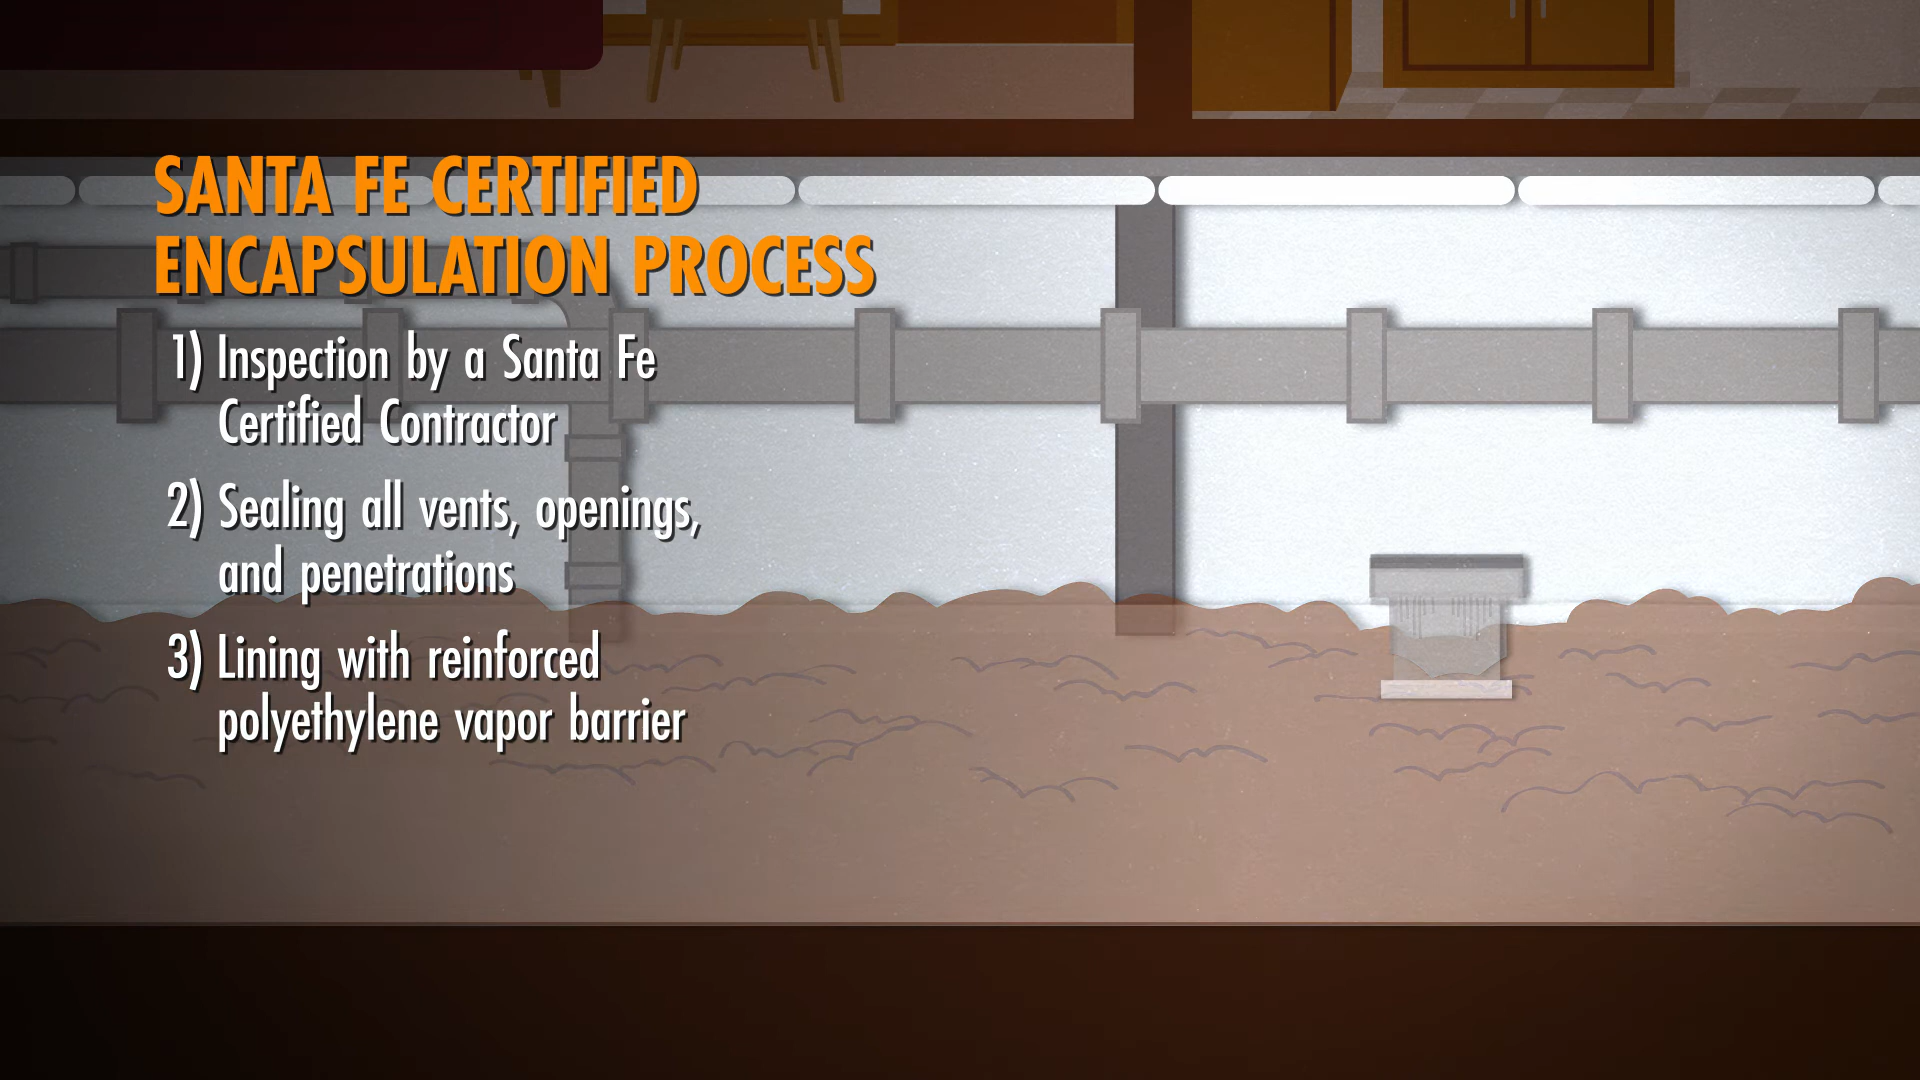 SANTA FE CERTIFIED
ENCAPSULATION PROCESS
1) Inspection by a Santa Fe
Certified Contractor
2) Sealing all vents, openings,
and penetrations
3) Lining with reinforced
polyethylene vapor barrier